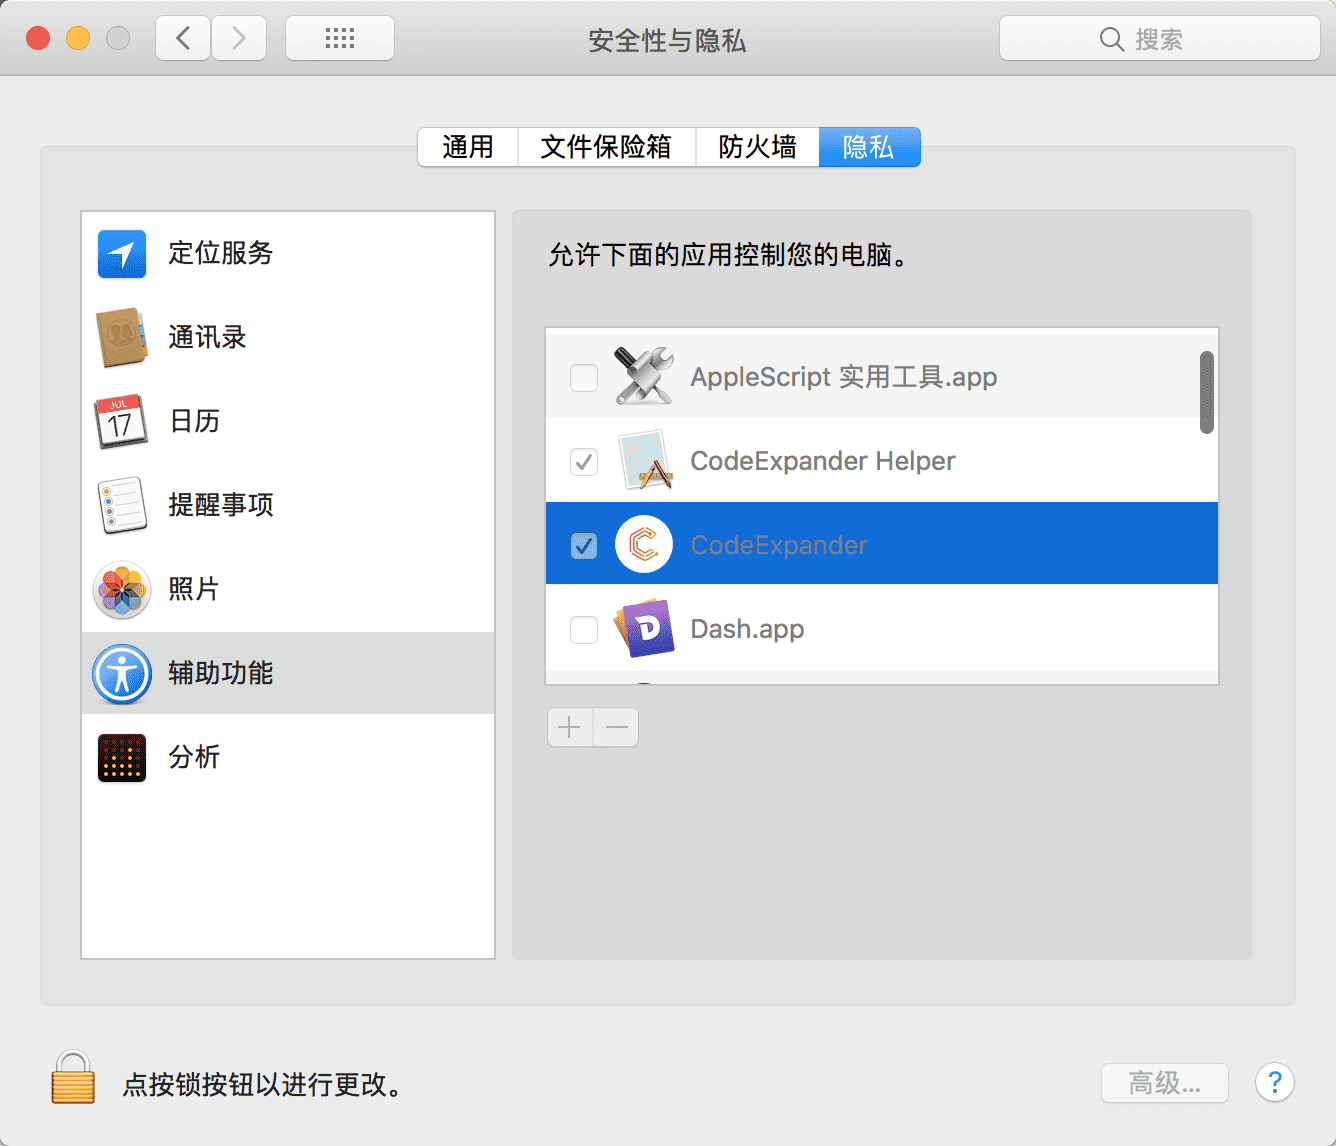 安全性与隐私
搜索
通用
文件保险箱
防火墙
隐私
定位服务
通讯录
JUL
17
日历
提醒事项
照片
辅助功能
分析
允许下面的应用控制您的电脑。
AppleScript 实用工具.app
CodeExpander Helper
CodeExpander
Dash.app
点按锁按钮以进行更改。
高级...
?